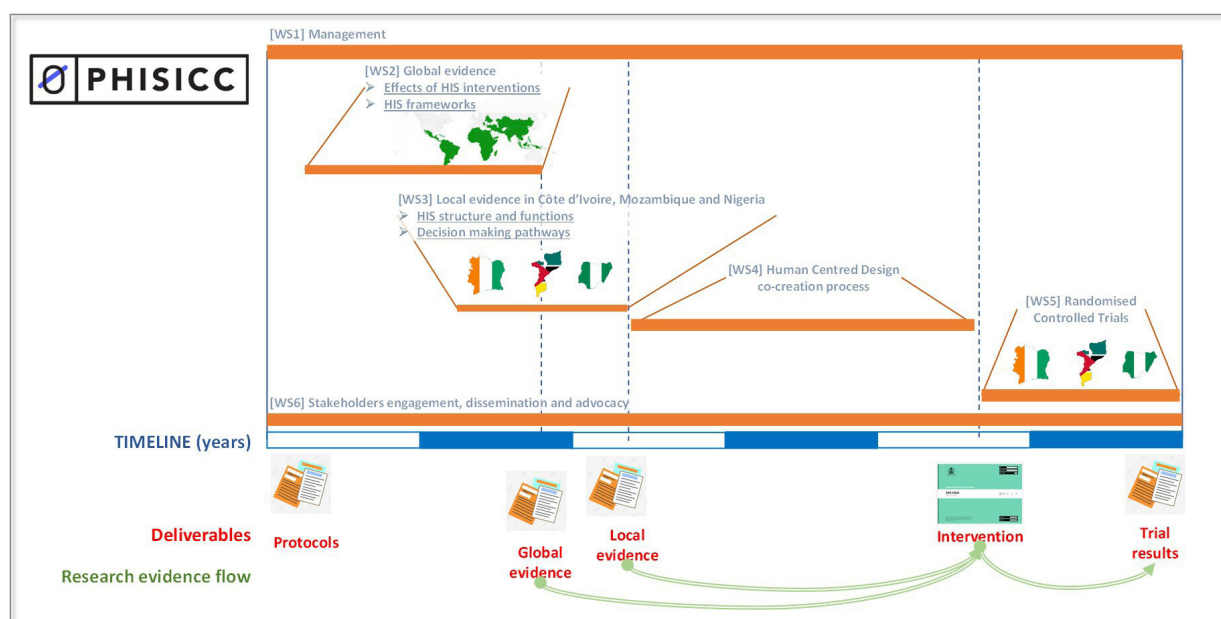 [WS1] Management
PHISICC
[WS2] Global evidence
Effects of HIS interventions
HIS frameworks
[WS3] Local evidence in Côte d'Ivoire, Mozambique and Nigeria
HIS structure and functions
Decision making pathways
[WS4] Human Centred Design
co-creation process
[WS5] Randomised
Controlled Trials
[WS6] Stakeholders engagement, dissemination and advocacy
TIMELINE (years)
Deliverables
Protocols
Global
evidence
Local
evidence
Intervention
Trial
results
Research evidence flow